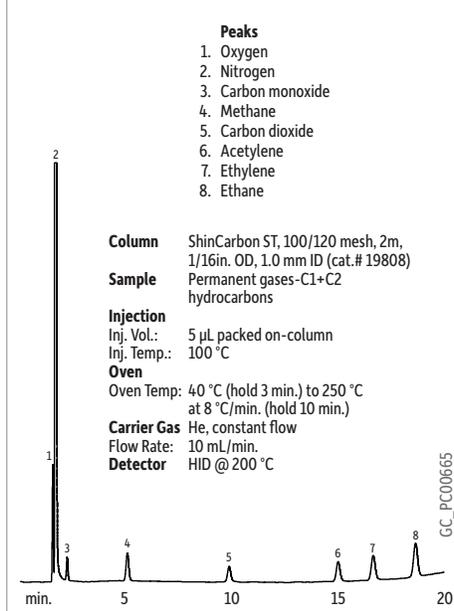 Peaks
1. Oxygen
2. Nitrogen
3. Carbon monoxide
4. Methane
5. Carbon dioxide
6. Acetylene
7. Ethylene
8. Ethane
2
Column ShinCarbon ST, 100/120 mesh, 2m,
1/16in. OD, 1.0 mm ID (cat.# 19808)
Sample Permanent gases-C1+C2
hydrocarbons
Injection
Inj. Vol.: 5 µL packed on-column
Inj. Temp.: 100 °C
Oven
Oven Temp: 40 °C (hold 3 min.) to 250 °C
at 8 °C/min. (hold 10 min.)
Carrier Gas He, constant flow
Flow Rate: 10 mL/min.
Detector HID @ 200 °C
GC_PC00665
1
3
4
5
6
7
8
min. 5 10 15 20